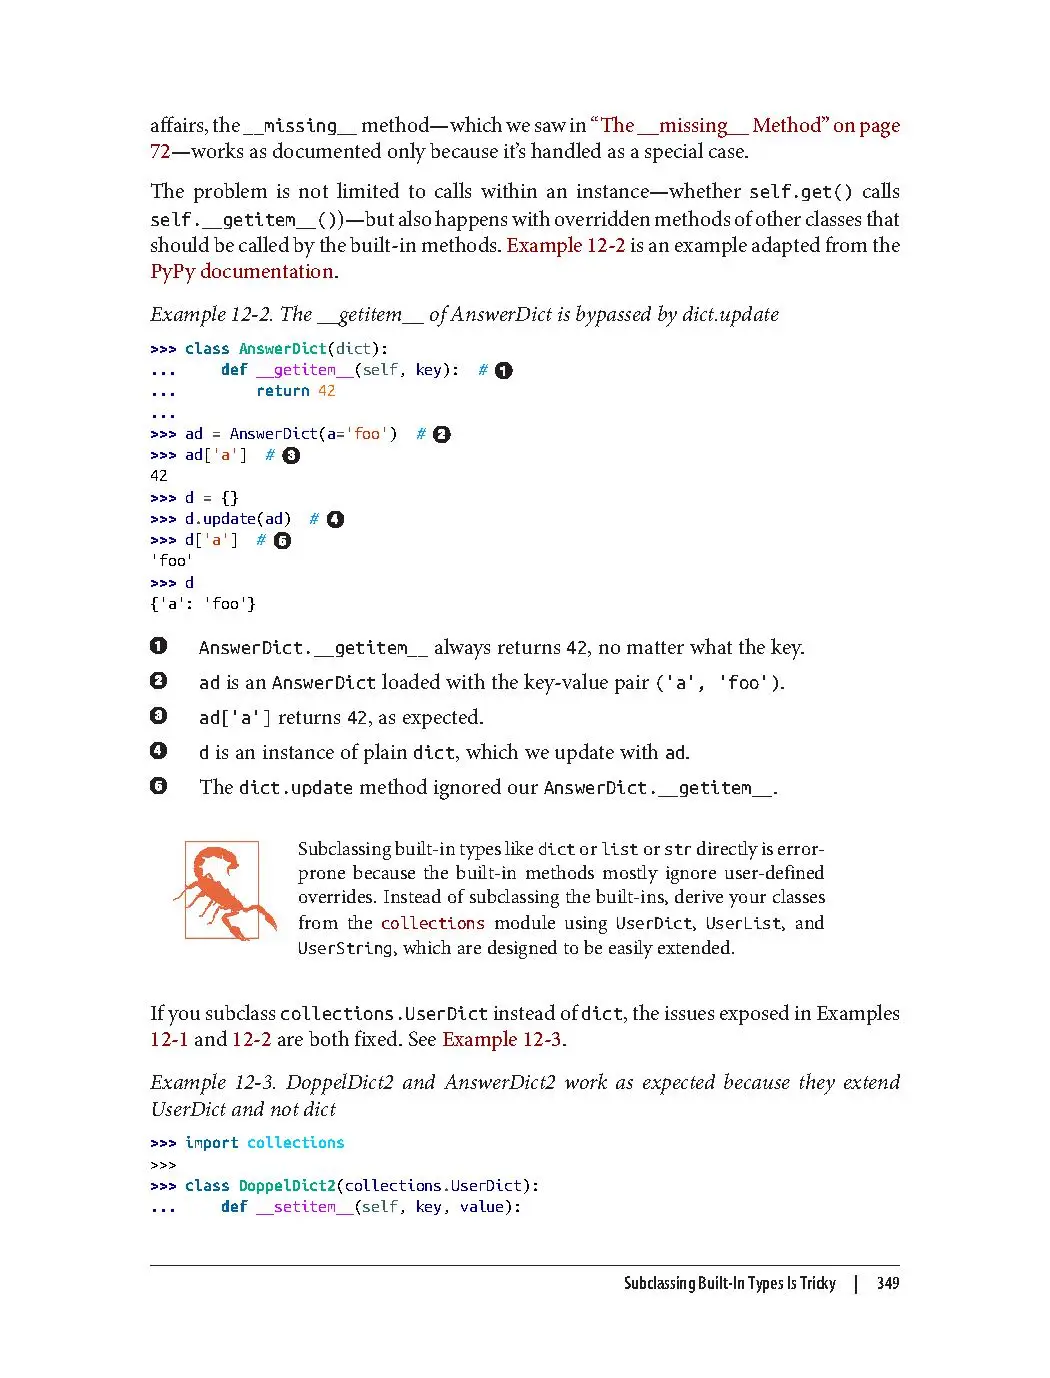 affairs, the __missing__ method—which we saw in “The __missing__ Method” on page
72—works as documented only because it’s handled as a special case.
The problem is not limited to calls within an instance—whether self.get() calls
self.__getitem__())—but also happens with overridden methods of other classes that
should be called by the built-in methods. Example 12-2 is an example adapted from the
PyPy documentation.
Example 12-2. The __getitem__ of AnswerDict is bypassed by dict.update
>>> class AnswerDict(dict):
...     def __getitem__(self, key):  # 1
...         return 42
...
>>> ad = AnswerDict(a='foo')  # 2
>>> ad['a']  # 3
42
>>> d = {}
>>> d.update(ad)  # 4
>>> d['a']  # 5
'foo'
>>> d
{'a': 'foo'}
1 AnswerDict.__getitem__ always returns 42, no matter what the key.
2 ad is an AnswerDict loaded with the key-value pair ('a', 'foo').
3 ad['a'] returns 42, as expected.
4 d is an instance of plain dict, which we update with ad.
5 The dict.update method ignored our AnswerDict.__getitem__.
Subclassing built-in types like dict or list or str directly is error-
prone because the built-in methods mostly ignore user-defined
overrides. Instead of subclassing the built-ins, derive your classes
from the collections module using UserDict, UserList, and
UserString, which are designed to be easily extended.
If you subclass collections.UserDict instead of dict, the issues exposed in Examples
12-1 and 12-2 are both fixed. See Example 12-3.
Example 12-3. DoppelDict2 and AnswerDict2 work as expected because they extend
UserDict and not dict
>>> import collections
>>>
>>> class DoppelDict2(collections.UserDict):
...     def __setitem__(self, key, value):
Subclassing Built-In Types Is Tricky | 349